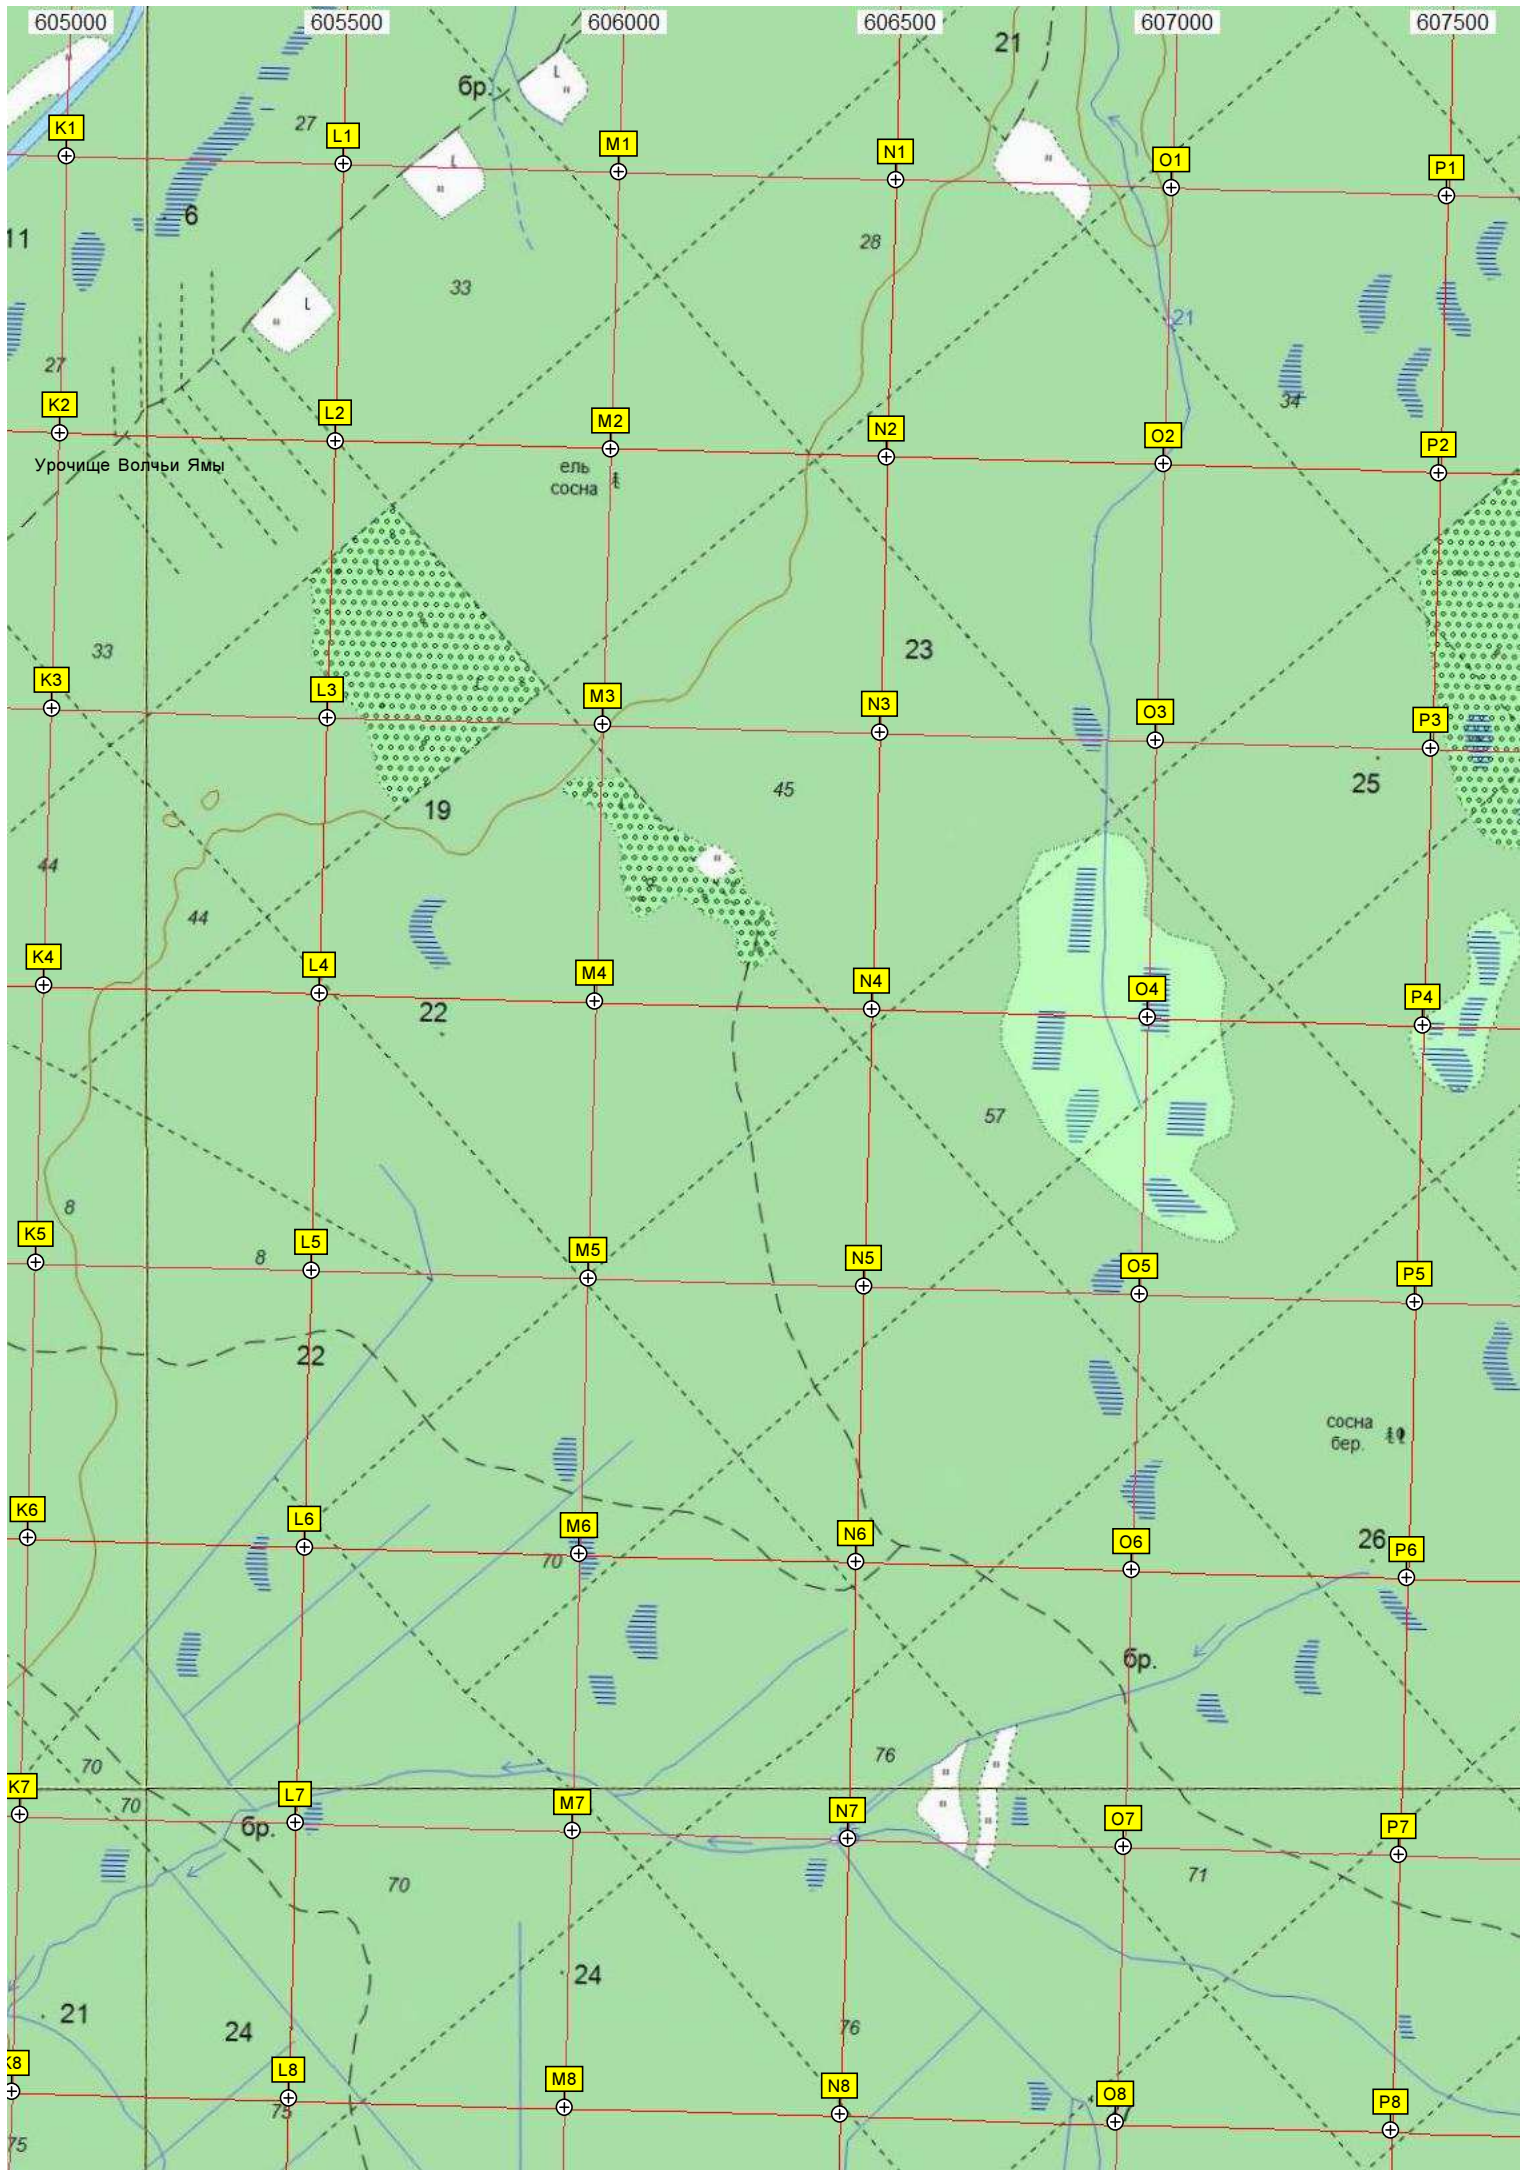 605000 605500 606000 606500 607000 607500
21
бр.
27
K1 L1 M1 N1 O1 P1
6
11
28
33
21
27
34
K2 L2 M2 N2 O2 P2
Урочище Волчьи Ямы
ель
сосна
33
23
K3 L3 M3 N3 O3 P3
45
25
19
44
44
K4 L4 M4 N4 O4 P4
22
57
8
8
K5 L5 M5 N5 O5 P5
22
сосна
бер.
K6 L6 M6 N6 O6 P6
26
70
бр.
76
70
70
K7 L7 M7 N7 O7 P7
бр.
71
70
24
21
24
76
K8 L8 M8 N8 O8 P8
75
75